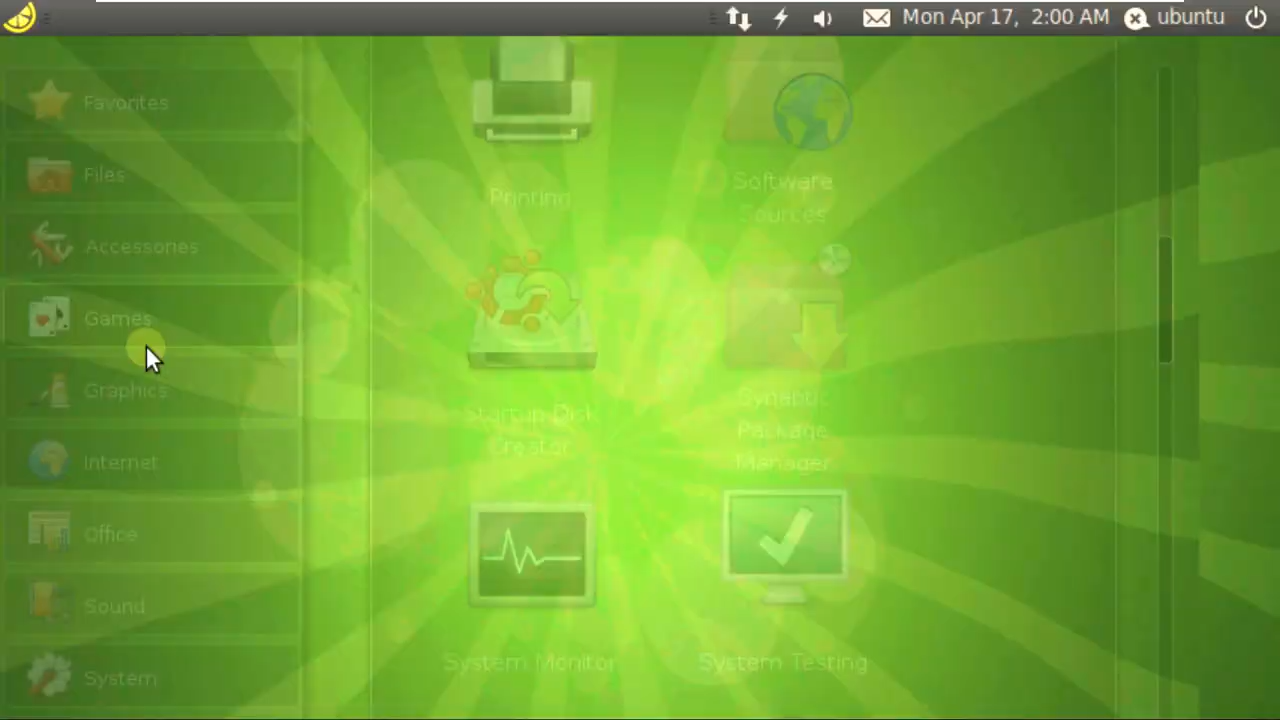 Mon Apr 17, 2:00 AM
ubuntu
Favorites
Files
Accessories
Games
Graphics
Internet
Office
Sound
System
Printing
Software
Sources
Startup Disk
Creator
Synaptic
Package
Manager
System Monitor
System Testing